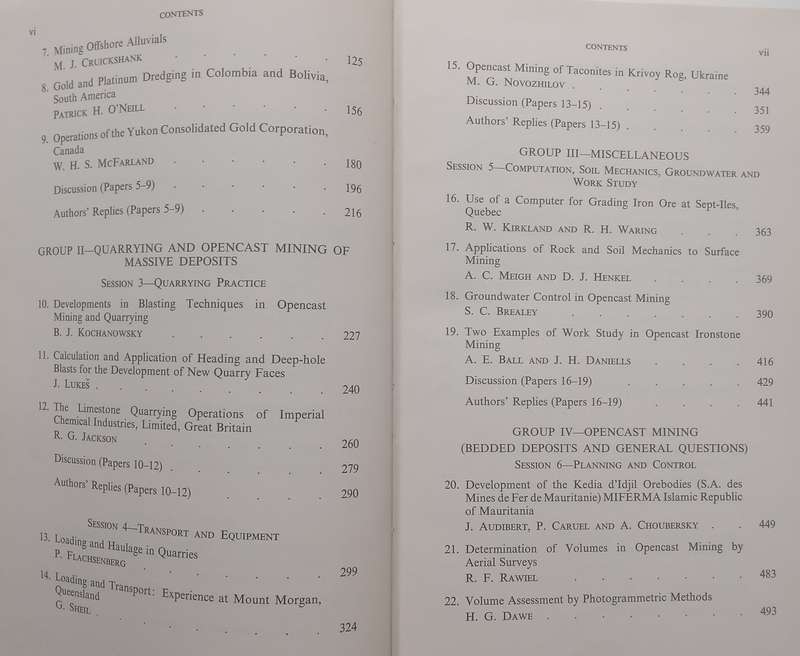 vi
CONTENTS
7. Mining Offshore Alluvials
M. J. CRUICKSHANK . . . . . . 125
8. Gold and Platinum Dredging in Colombia and Bolivia,
South America
PATRICK H. O'NEILL . . . . . . 156
9. Operations of the Yukon Consolidated Gold Corporation,
Canada
W. H. S. MCFARLAND . . . . . . 180
Discussion (Papers 5–9) . . . . . . 196
Authors' Replies (Papers 5–9) . . . . . 216
GROUP II—QUARRYING AND OPENCAST MINING OF
MASSIVE DEPOSITS
SESSION 3—QUARRYING PRACTICE
10. Developments in Blasting Techniques in Opencast
Mining and Quarrying
B. J. KOCHANOWSKY . . . . . . 227
11. Calculation and Application of Heading and Deep-hole
Blasts for the Development of New Quarry Faces
J. LUKEŠ . . . . . . . . . 240
12. The Limestone Quarrying Operations of Imperial
Chemical Industries, Limited, Great Britain
R. G. JACKSON . . . . . . . 260
Discussion (Papers 10–12) . . . . . . 279
Authors' Replies (Papers 10–12) . . . . 290
SESSION 4—TRANSPORT AND EQUIPMENT
13. Loading and Haulage in Quarries
P. FLACHSENBERG . . . . . . . 299
14. Loading and Transport: Experience at Mount Morgan,
Queensland
G. SHEIL . . . . . . . . . 324
CONTENTS
vii
15. Opencast Mining of Taconites in Krivoy Rog, Ukraine
M. G. NOVOZHILOV . . . . . . . 344
Discussion (Papers 13–15) . . . . . . 351
Authors' Replies (Papers 13–15) . . . . . 359
GROUP III—MISCELLANEOUS
SESSION 5—COMPUTATION, SOIL MECHANICS, GROUNDWATER AND
WORK STUDY
16. Use of a Computer for Grading Iron Ore at Sept-Iles,
Quebec
R. W. KIRKLAND AND R. H. WARING . . . 363
17. Applications of Rock and Soil Mechanics to Surface
Mining
A. C. MEIGH AND D. J. HENKEL . . . . 369
18. Groundwater Control in Opencast Mining
S. C. BREALEY . . . . . . . 390
19. Two Examples of Work Study in Opencast Ironstone
Mining
A. E. BALL AND J. H. DANIELLS . . . . 416
Discussion (Papers 16–19) . . . . . 429
Authors' Replies (Papers 16–19) . . . . 441
GROUP IV—OPENCAST MINING
(BEDDED DEPOSITS AND GENERAL QUESTIONS)
SESSION 6—PLANNING AND CONTROL
20. Development of the Kedia d'Idjil Orebodies (S.A. des
Mines de Fer de Mauritanie) MIFERMA Islamic Republic
of Mauritania
J. AUDIBERT, P. CARUEL AND A. CHOUBERSKY . . 449
21. Determination of Volumes in Opencast Mining by
Aerial Surveys
R. F. RAWIEL . . . . . . . 483
22. Volume Assessment by Photogrammetric Methods
H. G. DAWE . . . . . . . . 493